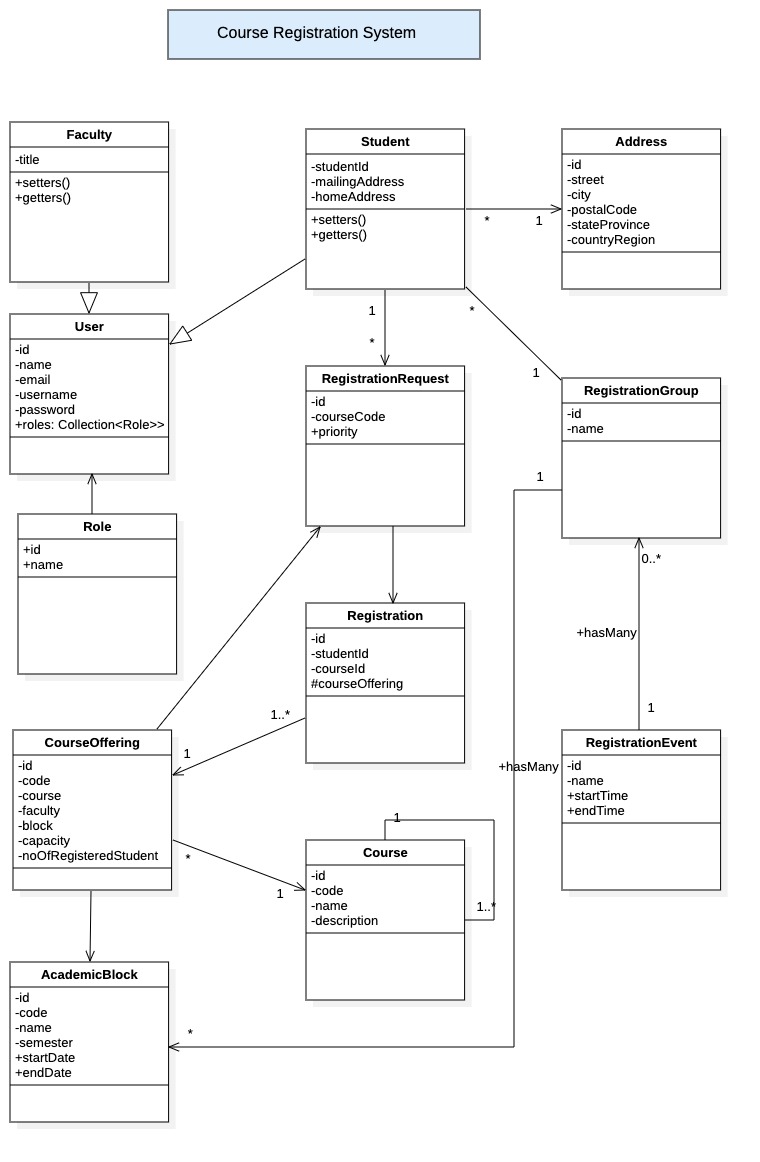 Course Registration System
Faculty
-title
+setters()
+getters()
Student
-studentId
-mailingAddress
-homeAddress
+setters()
+getters()
Address
-id
-street
-city
-postalCode
-stateProvince
-countryRegion
*
1
User
-id
-name
-email
-username
-password
+roles: Collection<Role>>
1
*
*
1
RegistrationRequest
-id
-courseCode
+priority
RegistrationGroup
-id
-name
1
0..*
Role
+id
+name
Registration
-id
-studentId
-courseId
#courseOffering
+hasMany
1
1..*
1
CourseOffering
-id
-code
-course
-faculty
-block
-capacity
-noOfRegisteredStudent
+hasMany
RegistrationEvent
-id
-name
+startTime
+endTime
*
1
1
1..*
Course
-id
-code
-name
-description
AcademicBlock
-id
-code
-name
-semester
+startDate
+endDate
*